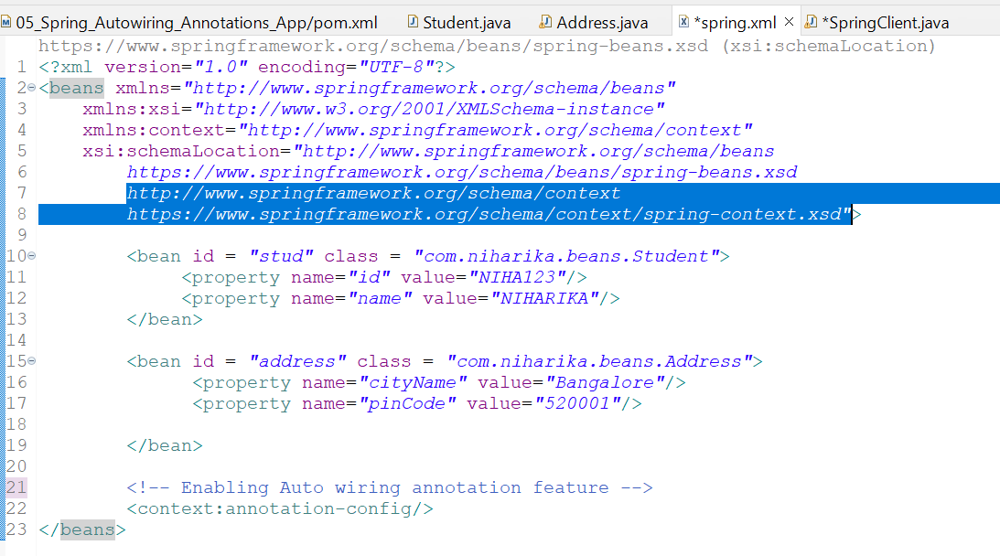 05_Spring_Autowiring_Annotations_App/pom.xml Student.java Address.java *spring.xml *SpringClient.java
https://www.springframework.org/schema/beans/spring-beans.xsd (xsi:schemaLocation)
1 <?xml version="1.0" encoding="UTF-8"?>
2 <beans xmlns="http://www.springframework.org/schema/beans"
3 xmlns:xsi="http://www.w3.org/2001/XMLSchema-instance"
4 xmlns:context="http://www.springframework.org/schema/context"
5 xsi:schemaLocation="http://www.springframework.org/schema/beans
6 https://www.springframework.org/schema/beans/spring-beans.xsd
7 http://www.springframework.org/schema/context
8 https://www.springframework.org/schema/context/spring-context.xsd">
9
10 <bean id = "stud" class = "com.niharika.beans.Student">
11 <property name="id" value="NIHA123"/>
12 <property name="name" value="NIHARIKA"/>
13 </bean>
14
15 <bean id = "address" class = "com.niharika.beans.Address">
16 <property name="cityName" value="Bangalore"/>
17 <property name="pinCode" value="520001"/>
18
19 </bean>
20
21 <!-- Enabling Auto wiring annotation feature -->
22 <context:annotation-config/>
23 </beans>